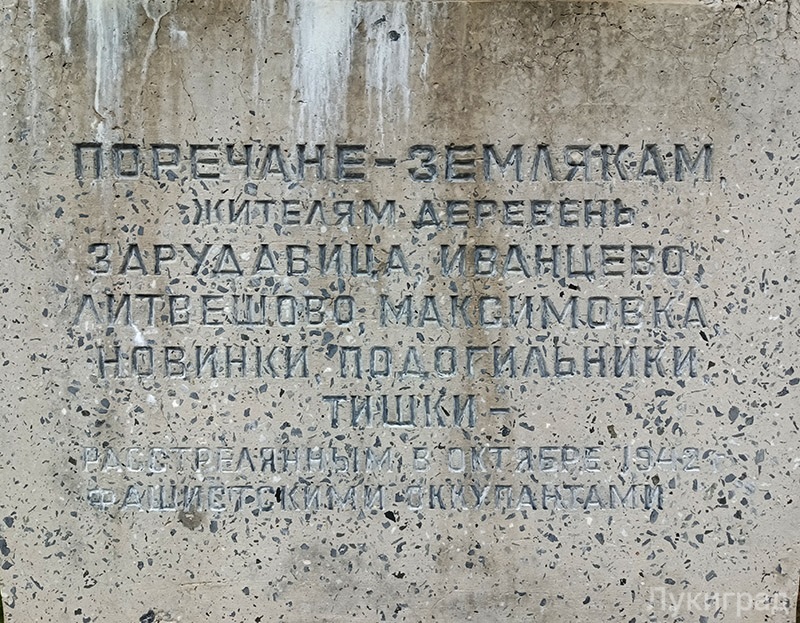 ПОРЕЧАНЕ-ЗЕМЛЯКАМ
ЖИТЕЛЯМ ДЕРЕВЕНЬ
ЗАРУДАВИЦА ИВАНЦЕВО
ЛИТВЕШОВО МАКСИМОВКА
НОВИНКИ ПОДОГИЛЬНИКИ
ТИШКИ-
РАССТРЕЛЯННЫМ В ОКТЯБРЕ 1942 г
ФАШИСТСКИМИ ОККУПАНТАМИ
Лукиград